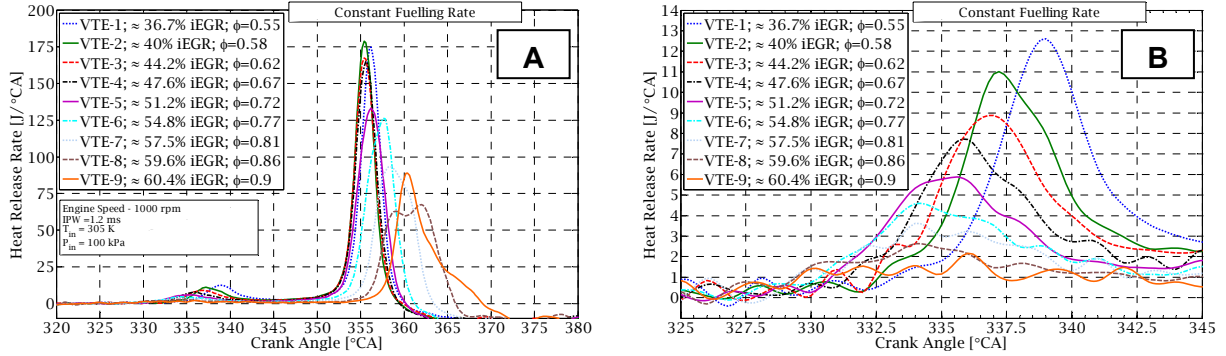 Constant Fuelling Rate
VTE-1; ≈ 36.7% iEGR; ϕ=0.55
VTE-2; ≈ 40% iEGR; ϕ=0.58
VTE-3; ≈ 44.2% iEGR; ϕ=0.62
VTE-4; ≈ 47.6% iEGR; ϕ=0.67
VTE-5; ≈ 51.2% iEGR; ϕ=0.72
VTE-6; ≈ 54.8% iEGR; ϕ=0.77
VTE-7; ≈ 57.5% iEGR; ϕ=0.81
VTE-8; ≈ 59.6% iEGR; ϕ=0.86
VTE-9; ≈ 60.4% iEGR; ϕ=0.9
A
Engine Speed - 1000 rpm
IPW =1.2 ms
T_in = 305 K
P_in = 100 kPa
Heat Release Rate [J/ °CA]
200
175
150
125
100
75
50
25
0
320 325 330 335 340 345 350 355 360 365 370 375 380
Crank Angle [°CA]
Constant Fuelling Rate
VTE-1; ≈ 36.7% iEGR; ϕ=0.55
VTE-2; ≈ 40% iEGR; ϕ=0.58
VTE-3; ≈ 44.2% iEGR; ϕ=0.62
VTE-4; ≈ 47.6% iEGR; ϕ=0.67
VTE-5; ≈ 51.2% iEGR; ϕ=0.72
VTE-6; ≈ 54.8% iEGR; ϕ=0.77
VTE-7; ≈ 57.5% iEGR; ϕ=0.81
VTE-8; ≈ 59.6% iEGR; ϕ=0.86
VTE-9; ≈ 60.4% iEGR; ϕ=0.9
B
Heat Release Rate [J/ °CA]
14
13
12
11
10
9
8
7
6
5
4
3
2
1
0
-1
325 327.5 330 332.5 335 337.5 340 342.5 345
Crank Angle [°CA]